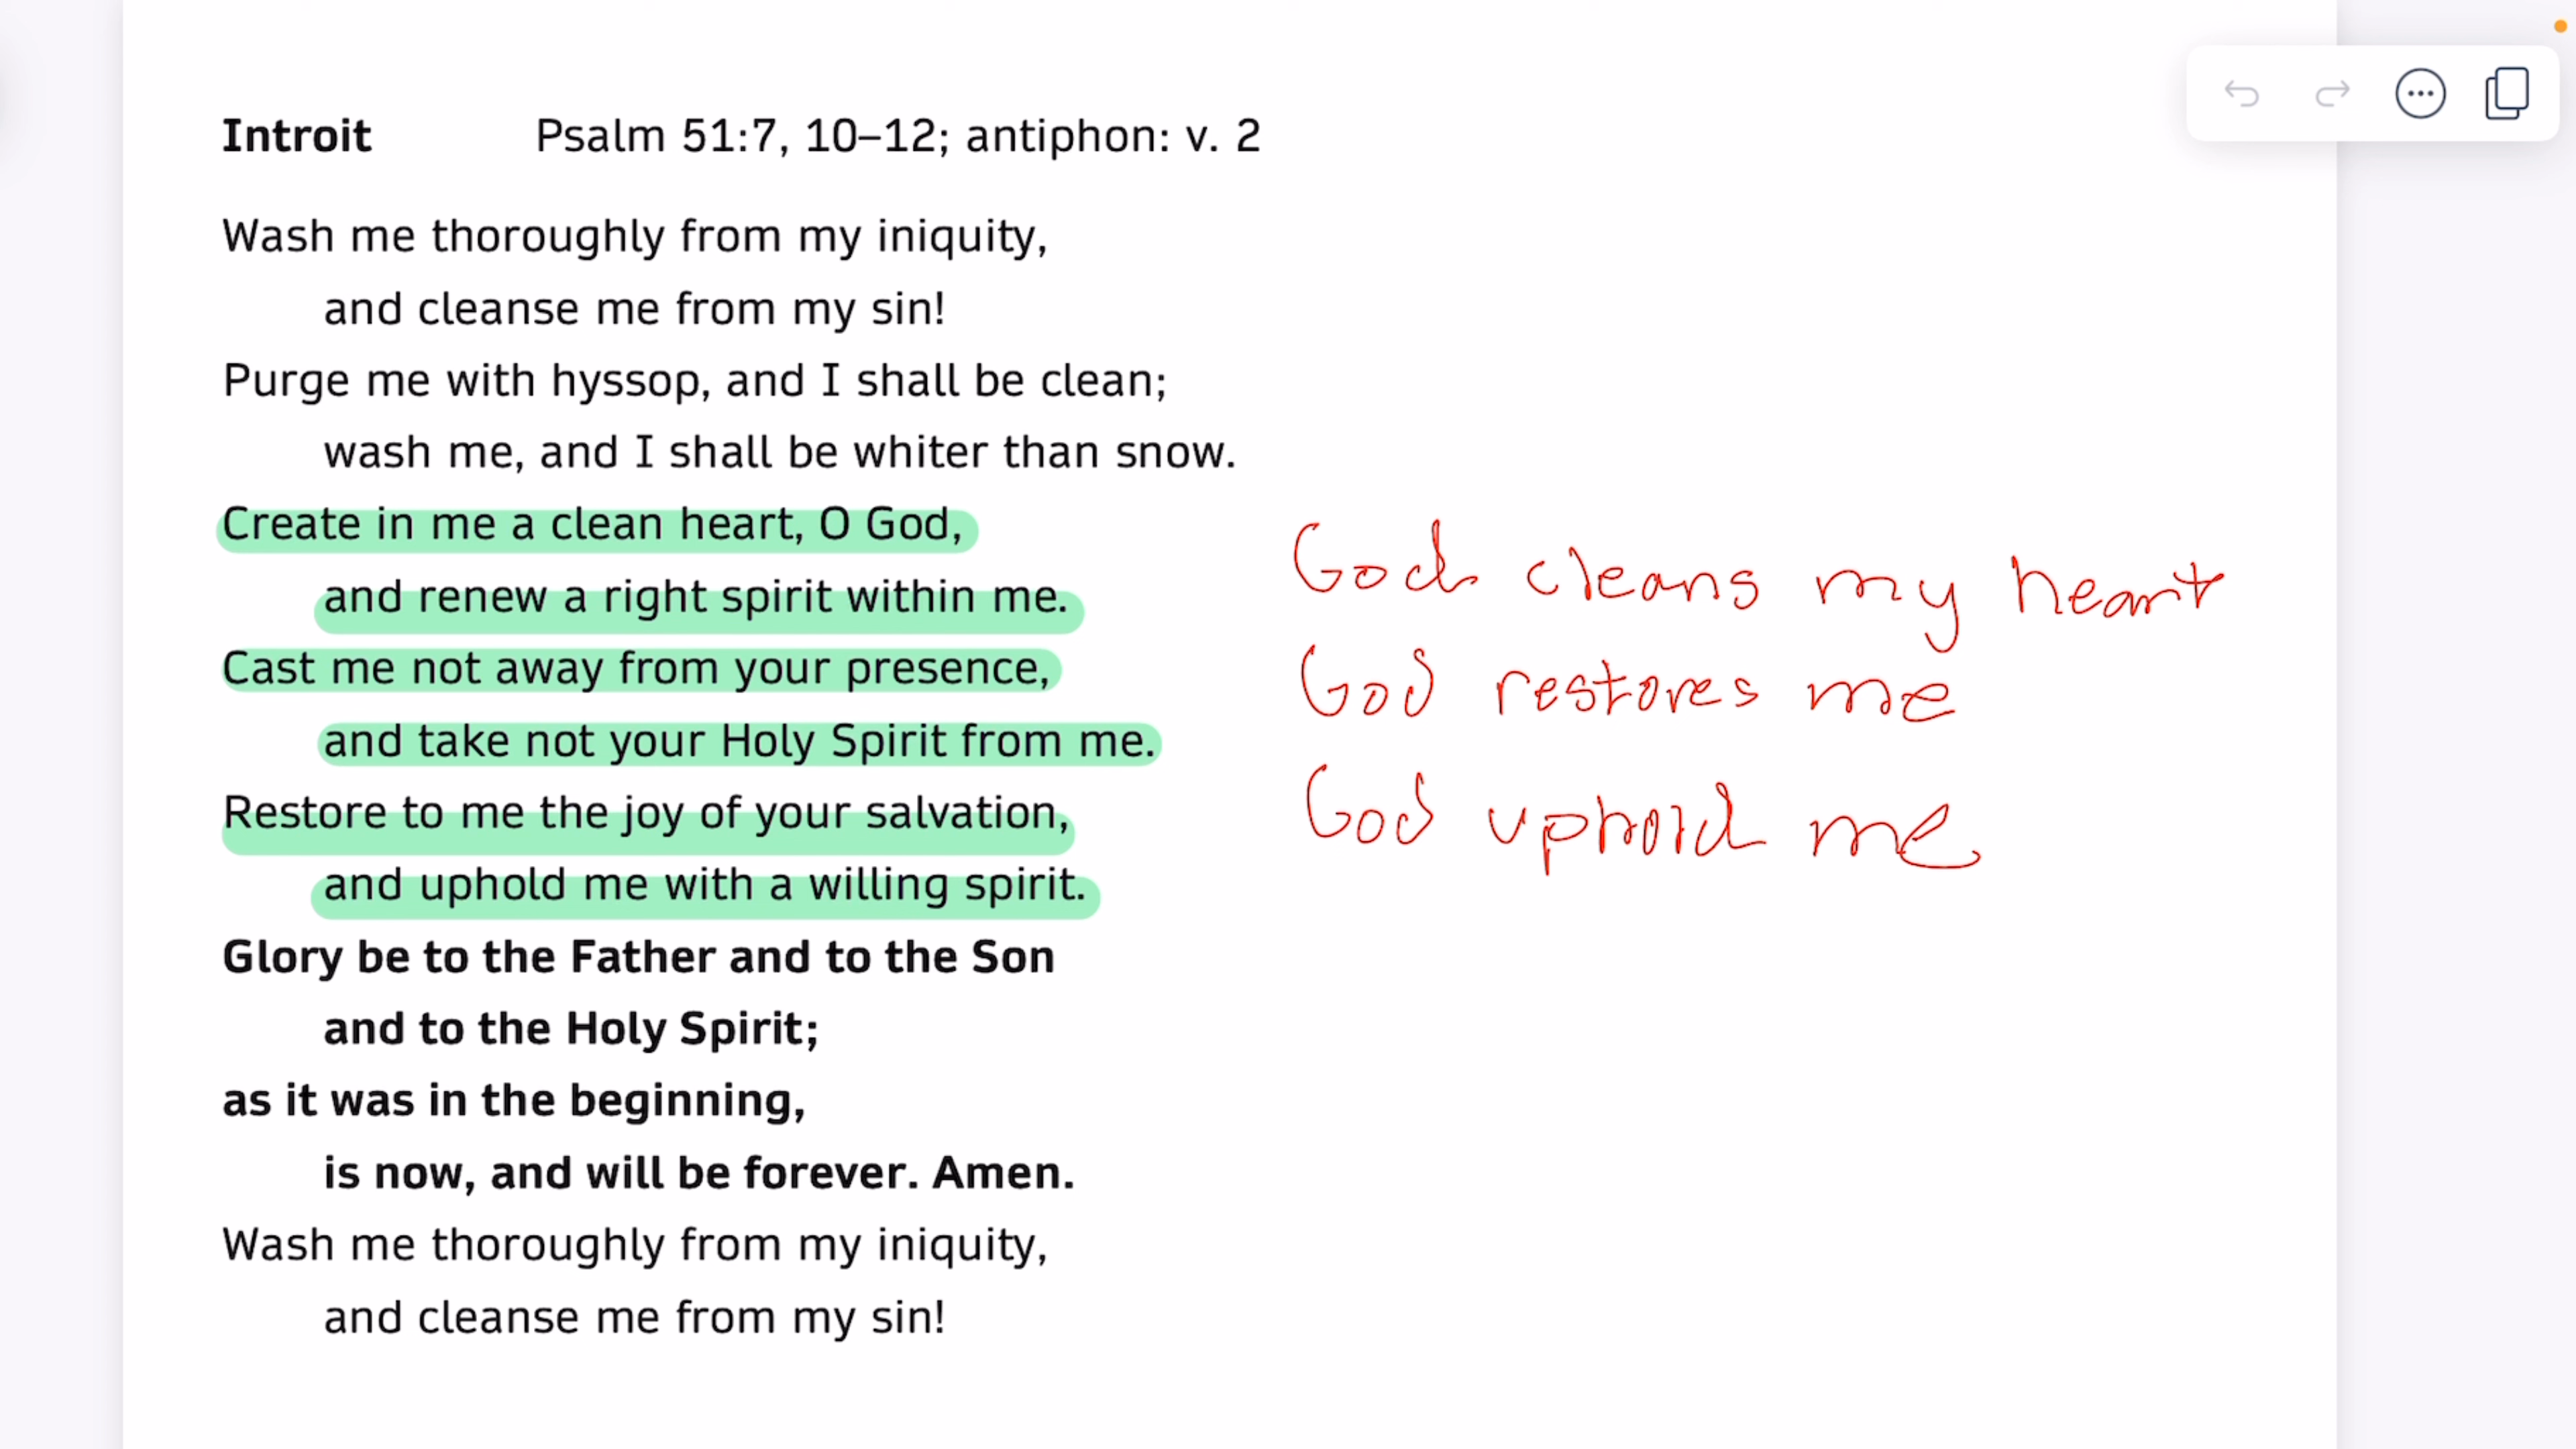 Introit Psalm 51:7, 10–12; antiphon: v. 2
Wash me thoroughly from my iniquity,
and cleanse me from my sin!
Purge me with hyssop, and I shall be clean;
wash me, and I shall be whiter than snow.
Create in me a clean heart, O God,
and renew a right spirit within me.
Cast me not away from your presence,
and take not your Holy Spirit from me.
Restore to me the joy of your salvation,
and uphold me with a willing spirit.
Glory be to the Father and to the Son
and to the Holy Spirit;
as it was in the beginning,
is now, and will be forever. Amen.
Wash me thoroughly from my iniquity,
and cleanse me from my sin!
God cleans my heart
God restores me
God uphold me